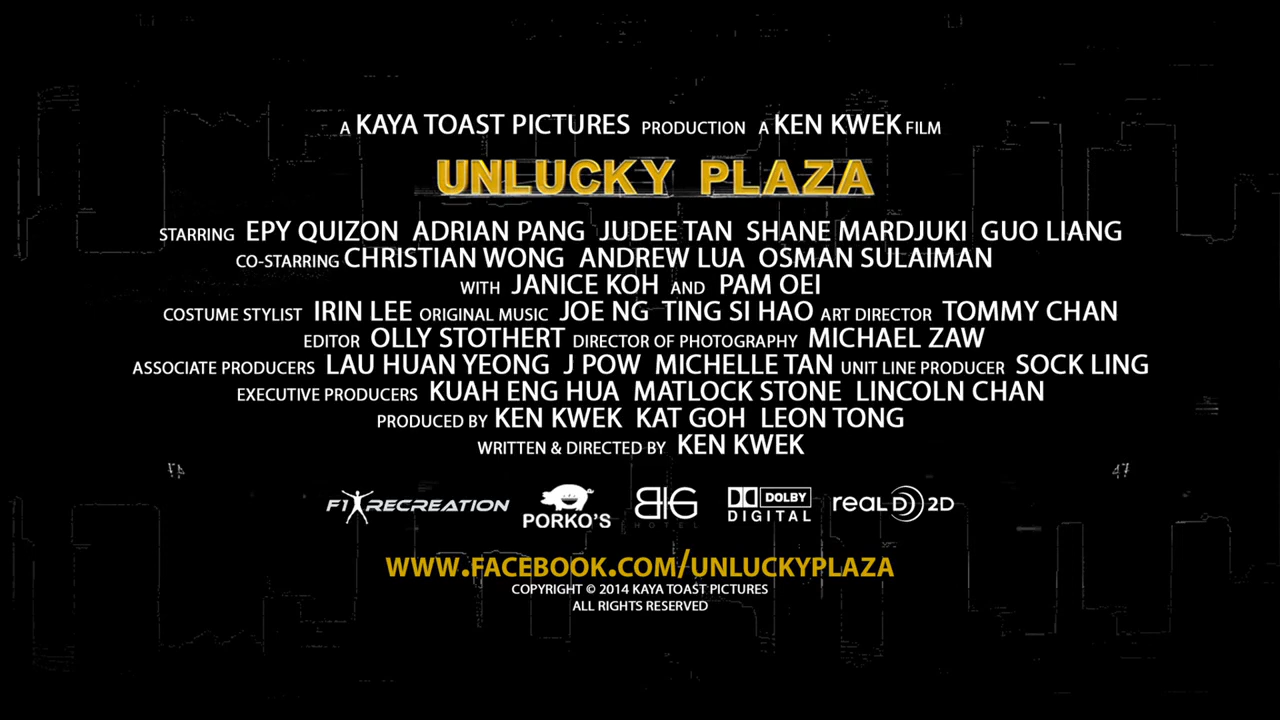 A KAYA TOAST PICTURES PRODUCTION A KEN KWEK FILM
UNLUCKY PLAZA
STARRING EPY QUIZON ADRIAN PANG JUDEE TAN SHANE MARDJUKI GUO LIANG
CO-STARRING CHRISTIAN WONG ANDREW LUA OSMAN SULAIMAN
WITH JANICE KOH AND PAM OEI
COSTUME STYLIST IRIN LEE ORIGINAL MUSIC JOE NG TING SI HAO ART DIRECTOR TOMMY CHAN
EDITOR OLLY STOTHERT DIRECTOR OF PHOTOGRAPHY MICHAEL ZAW
ASSOCIATE PRODUCERS LAU HUAN YEONG J POW MICHELLE TAN UNIT LINE PRODUCER SOCK LING
EXECUTIVE PRODUCERS KUAH ENG HUA MATLOCK STONE LINCOLN CHAN
PRODUCED BY KEN KWEK KAT GOH LEON TONG
WRITTEN & DIRECTED BY KEN KWEK
F1 RECREATION PORKO'S BIG HOTEL DOLBY DIGITAL REAL D 2D
WWW.FACEBOOK.COM/UNLUCKYPLAZA
COPYRIGHT © 2014 KAYA TOAST PICTURES
ALL RIGHTS RESERVED